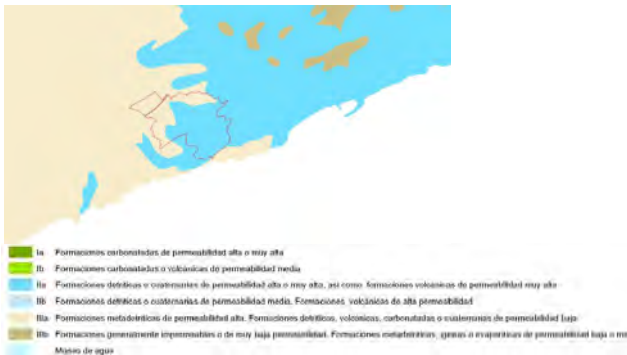 Ia Formaciones carbonatadas de permeabilidad alta o muy alta
Ib Formaciones carbonatadas o volcánicas de permeabilidad media
IIa Formaciones detríticas o cuaternarias de permeabilidad alta o muy alta, así como formaciones volcánicas de permeabilidad muy alta
IIb Formaciones detríticas o cuaternarias de permeabilidad media. Formaciones volcánicas de alta permeabilidad
IIIa Formaciones metadetríticas de permeabilidad alta. Formaciones detríticas, volcánicas, carbonatadas o cuaternarias de permeabilidad baja
IIIb Formaciones generalmente impermeables o de muy baja permeabilidad. Formaciones metadetríticas, ígneas o evaporíticas de permeabilidad baja o me
Masas de agua